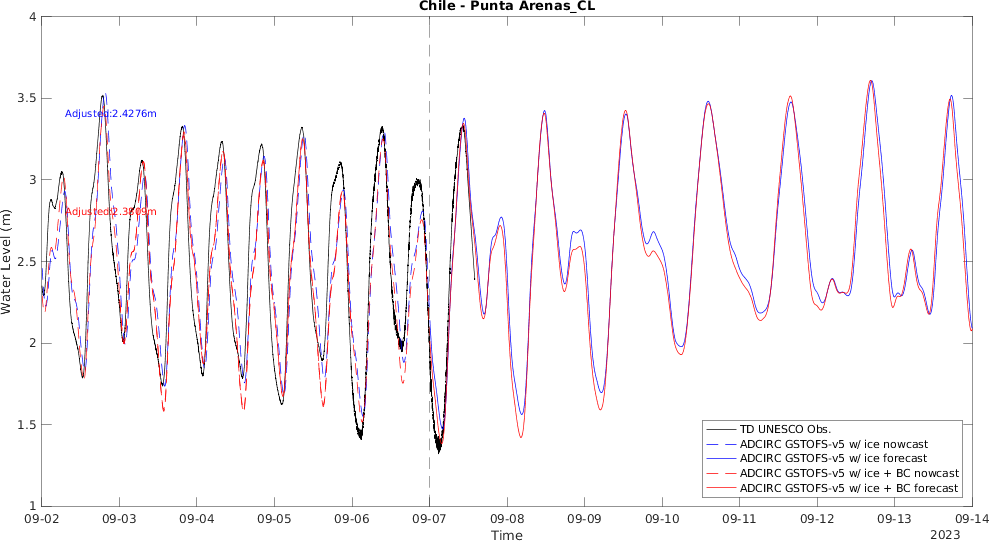 Chile - Punta Arenas_CL
4
3.5
3
2.5
2
1.5
1
Water Level (m)
Adjusted:2.4276m
Adjusted:2.3809m
TD UNESCO Obs.
ADCIRC GSTOFS-v5 w/ ice nowcast
ADCIRC GSTOFS-v5 w/ ice forecast
ADCIRC GSTOFS-v5 w/ ice + BC nowcast
ADCIRC GSTOFS-v5 w/ ice + BC forecast
09-02 09-03 09-04 09-05 09-06 09-07 09-08 09-09 09-10 09-11 09-12 09-13 09-14
Time
2023